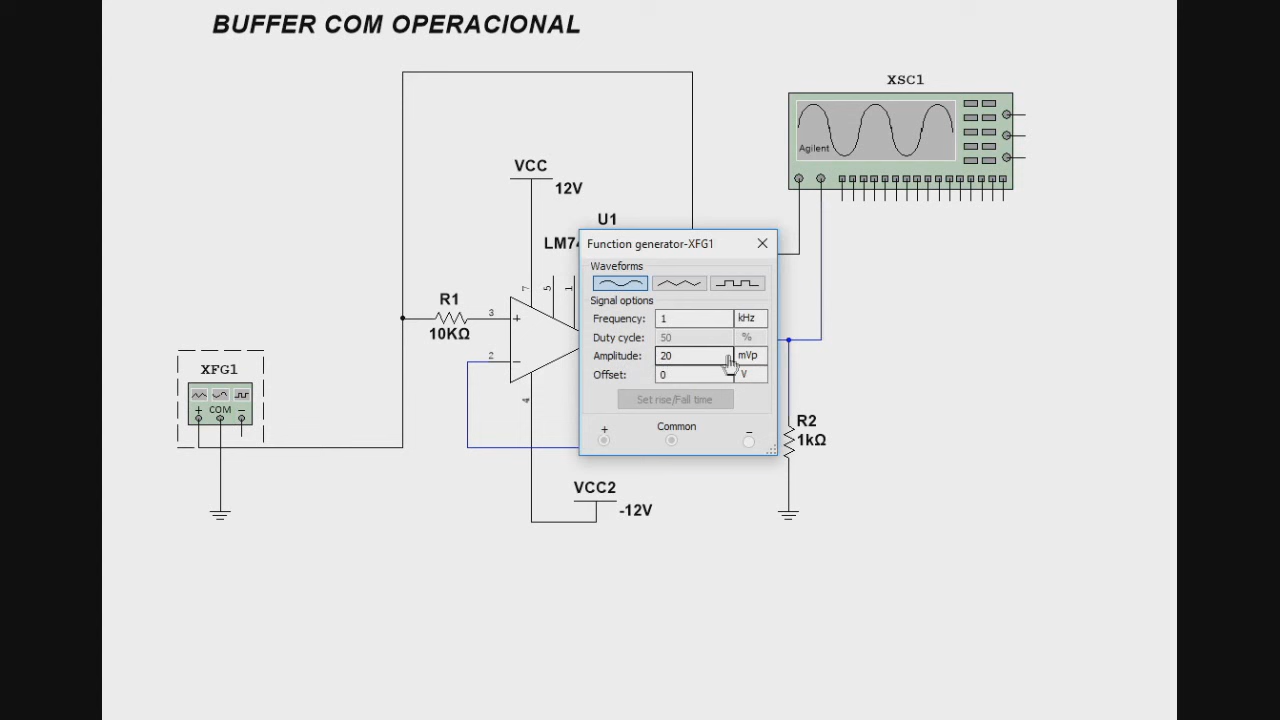 BUFFER COM OPERACIONAL
XSC1
Agilent
VCC
12V
U1
LM74
7
5
1
Function generator-XFG1
Waveforms
Signal options
Frequency: 1 kHz
Duty cycle: 50 %
Amplitude: 20 mVp
Offset: 0 V
Set rise/Fall time
+ Common −
R1
10KΩ
3
+
2
−
4
XFG1
+ COM −
R2
1kΩ
VCC2
-12V